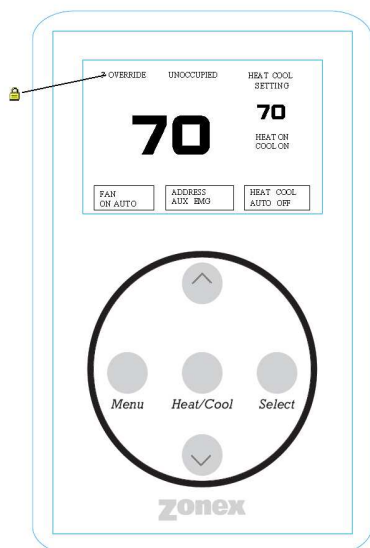 OVERRIDE UNOCCUPIED HEAT COOL
SETTING
70
70
HEAT ON
COOL ON
FAN
ON AUTO
ADDRESS
AUX EMG
HEAT COOL
AUTO OFF
Menu Heat/Cool Select
zonex